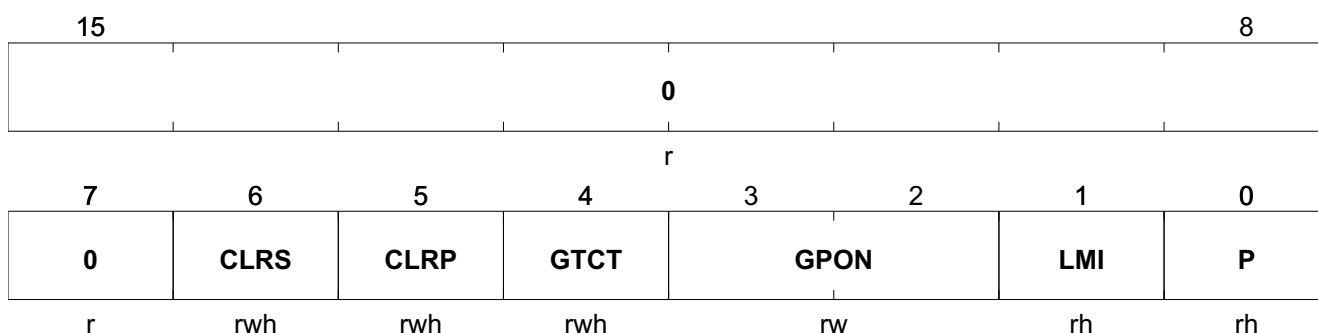 15 8
0
r
7 6 5 4 3 2 1 0
0 CLRS CLRP GTCT GPON LMI P
r rwh rwh rwh rw rh rh